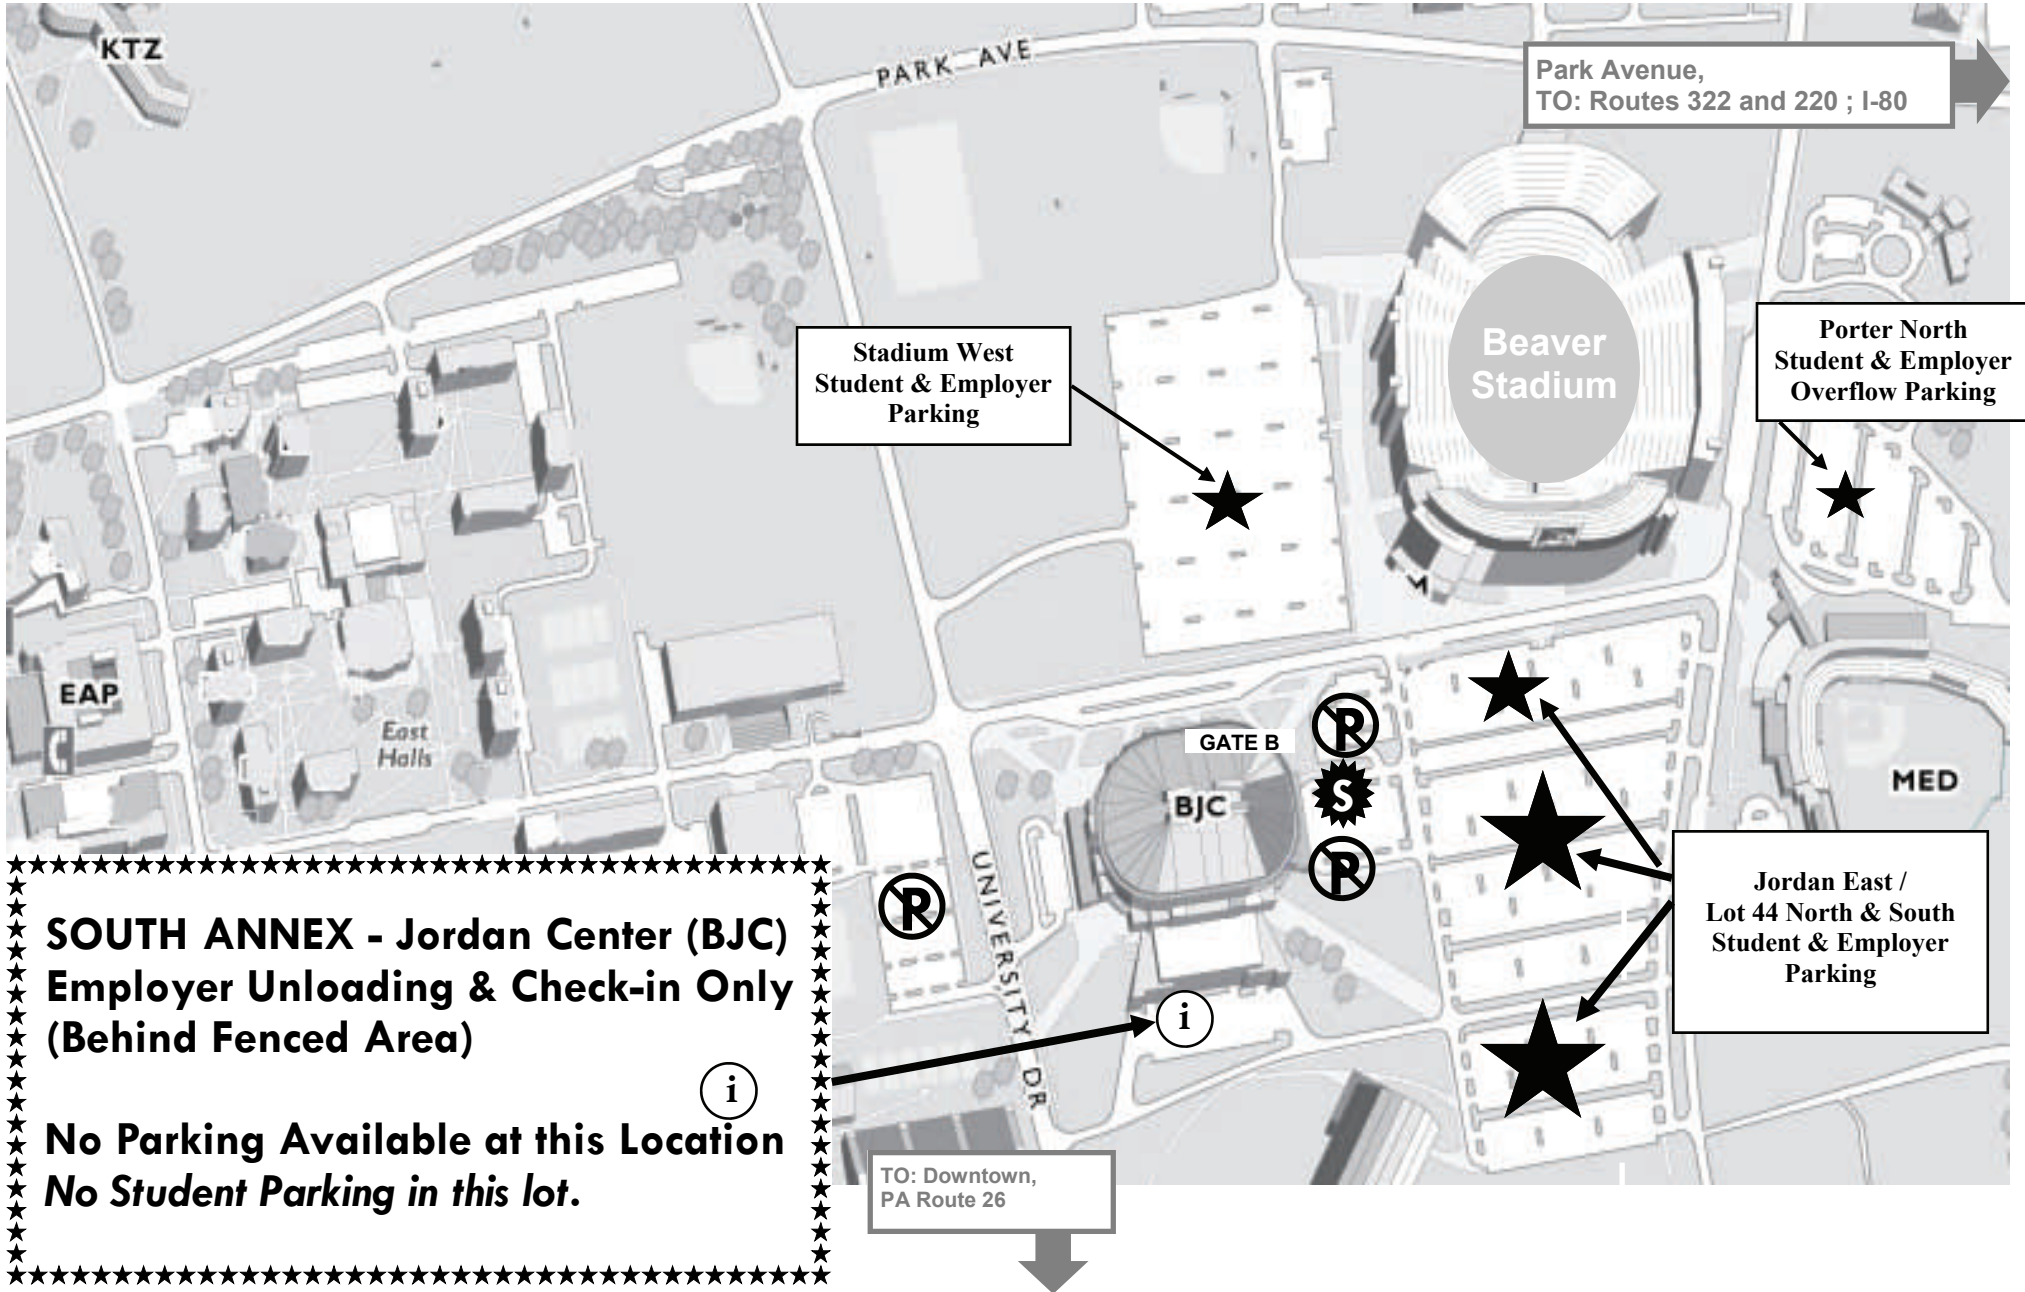 KTZ
PARK AVE
Park Avenue,
TO: Routes 322 and 220 ; I-80
Beaver
Stadium
Stadium West
Student & Employer
Parking
Porter North
Student & Employer
Overflow Parking
EAP
East
Halls
GATE B
P
S
P
BJC
MED
Jordan East /
Lot 44 North & South
Student & Employer
Parking
P
UNIVERSITY DR
i
SOUTH ANNEX - Jordan Center (BJC)
Employer Unloading & Check-in Only
(Behind Fenced Area)
i
No Parking Available at this Location
No Student Parking in this lot.
TO: Downtown,
PA Route 26